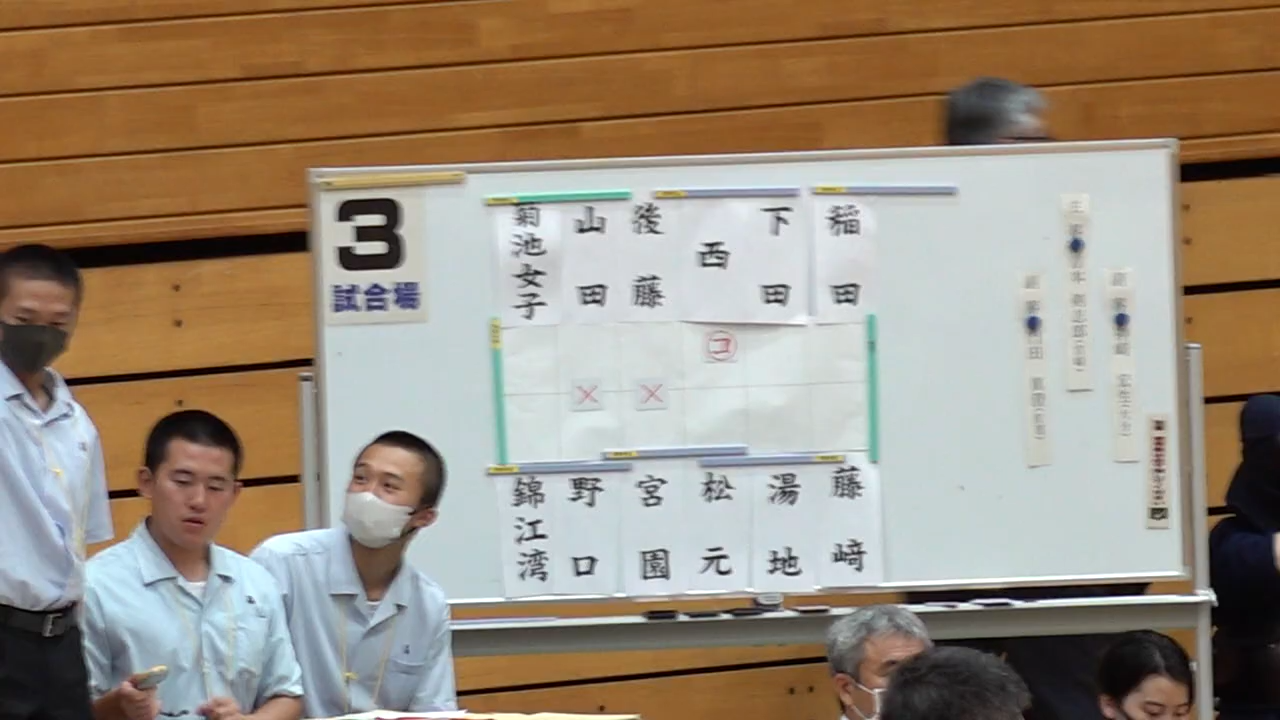 3
試合場
菊池女子
山田
後藤
西
下田
稲田
コ
×
×
錦江湾
野口
宮園
松元
湯地
藤﨑